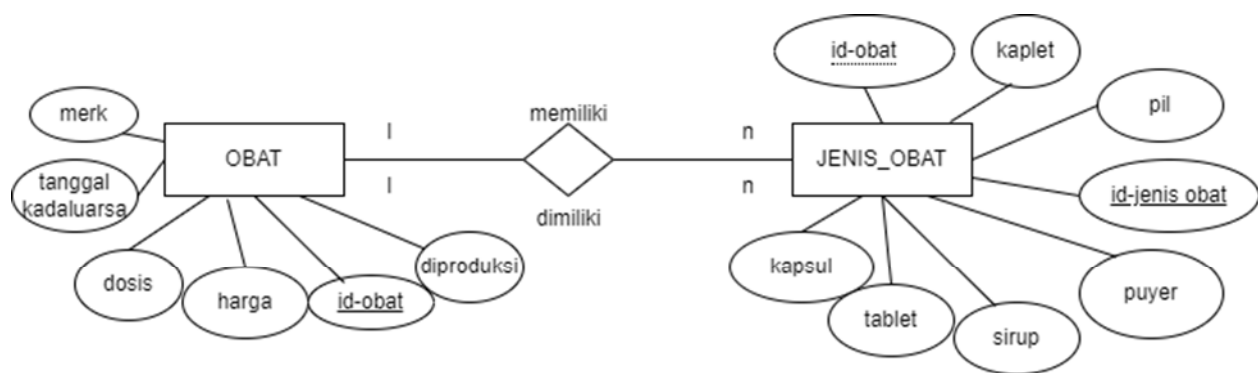 id-obat
kaplet
merk
memiliki
pil
l
n
OBAT
JENIS_OBAT
tanggal
kadaluarsa
l
n
id-jenis obat
dimiliki
dosis
harga
id-obat
diproduksi
kapsul
tablet
sirup
puyer